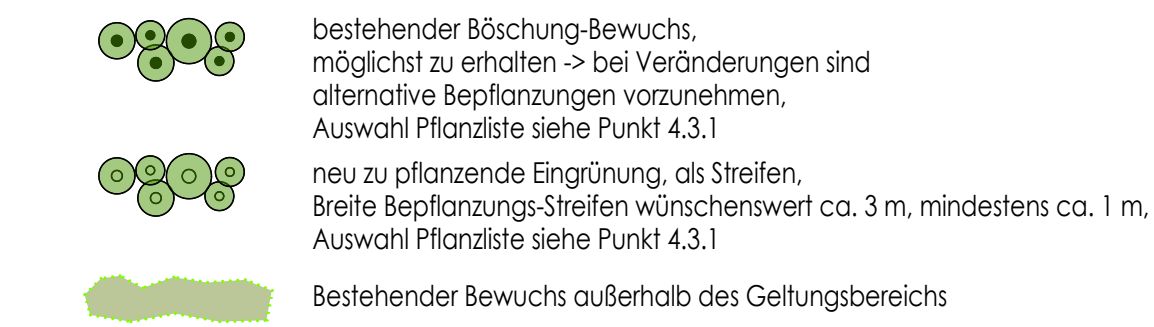 bestehender Böschung-Bewuchs,
möglichst zu erhalten -> bei Veränderungen sind
alternative Bepflanzungen vorzunehmen,
Auswahl Pflanzliste siehe Punkt 4.3.1
neu zu pflanzende Eingrünung, als Streifen,
Breite Bepflanzungs-Streifen wünschenswert ca. 3 m, mindestens ca. 1 m,
Auswahl Pflanzliste siehe Punkt 4.3.1
Bestehender Bewuchs außerhalb des Geltungsbereichs